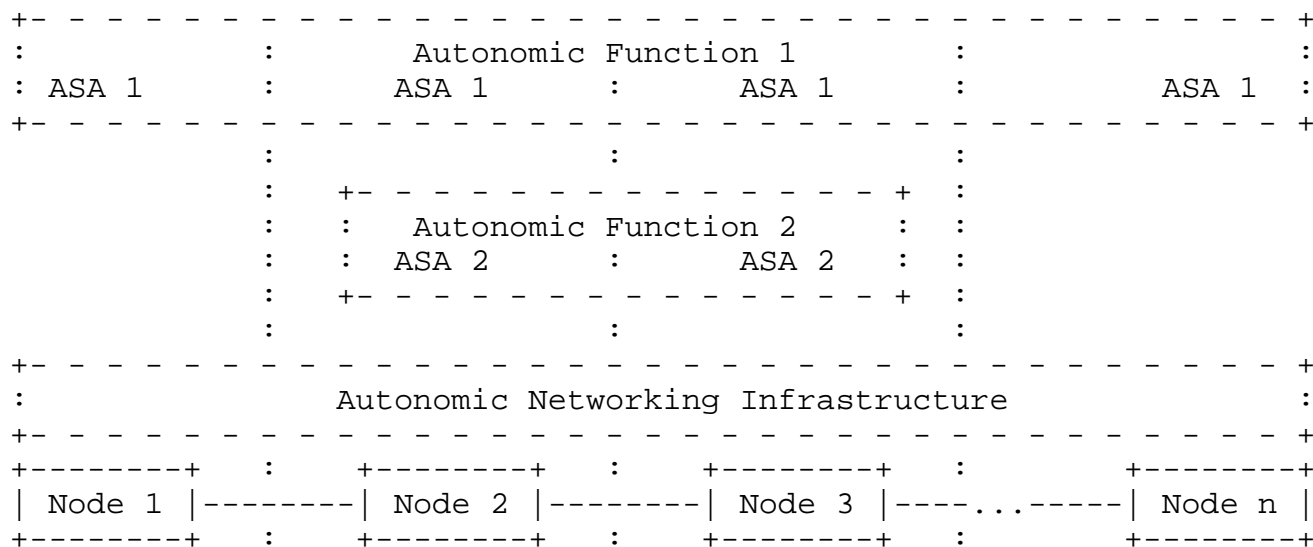 +- - - - - - - - - - - - - - - - - - - - - - - - - - - - - - - - - +
:            :       Autonomic Function 1        :                 :
: ASA 1      :      ASA 1      :      ASA 1      :          ASA 1  :
+- - - - - - - - - - - - - - - - - - - - - - - - - - - - - - - - - +
             :                 :                 :
             :   +- - - - - - - - - - - - - - +  :
             :   :   Autonomic Function 2     :  :
             :   :  ASA 2      :      ASA 2   :  :
             :   +- - - - - - - - - - - - - - +  :
             :                 :                 :
+- - - - - - - - - - - - - - - - - - - - - - - - - - - - - - - - - +
:                Autonomic Networking Infrastructure               :
+- - - - - - - - - - - - - - - - - - - - - - - - - - - - - - - - - +
+--------+   :    +--------+   :    +--------+   :        +--------+
| Node 1 |--------| Node 2 |--------| Node 3 |----...-----| Node n |
+--------+   :    +--------+   :    +--------+   :        +--------+